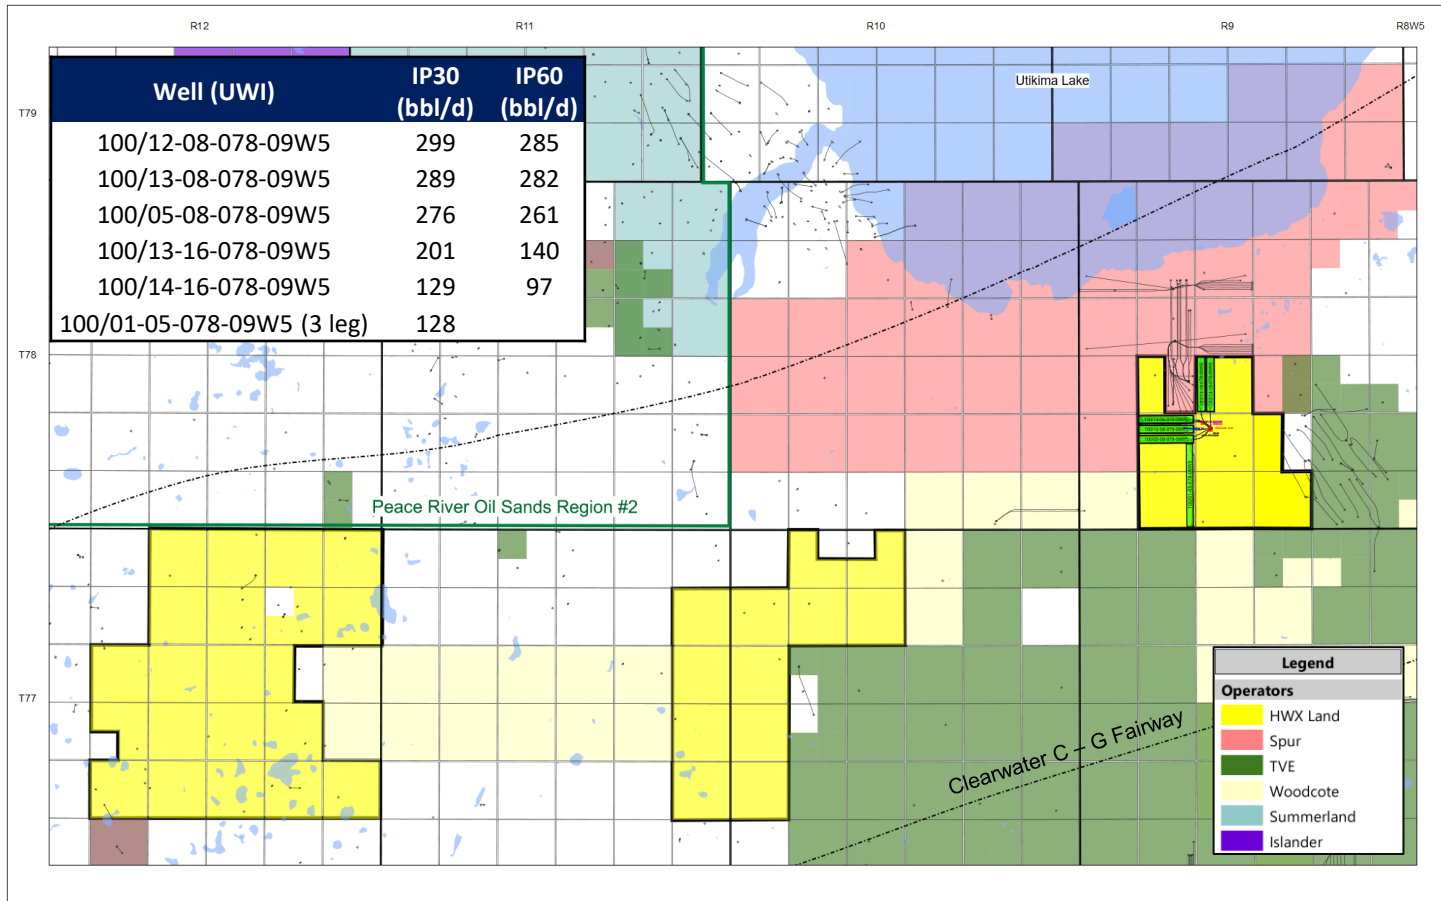 R12 R11 R10 R9 R8W5
Well (UWI) IP30 (bbl/d) IP60 (bbl/d)
100/12-08-078-09W5 299 285
100/13-08-078-09W5 289 282
100/05-08-078-09W5 276 261
100/13-16-078-09W5 201 140
100/14-16-078-09W5 129 97
100/01-05-078-09W5 (3 leg) 128
Utikima Lake
T79
T78
Peace River Oil Sands Region #2
T77
Clearwater C – G Fairway
Legend
Operators
HWX Land
Spur
TVE
Woodcote
Summerland
Islander